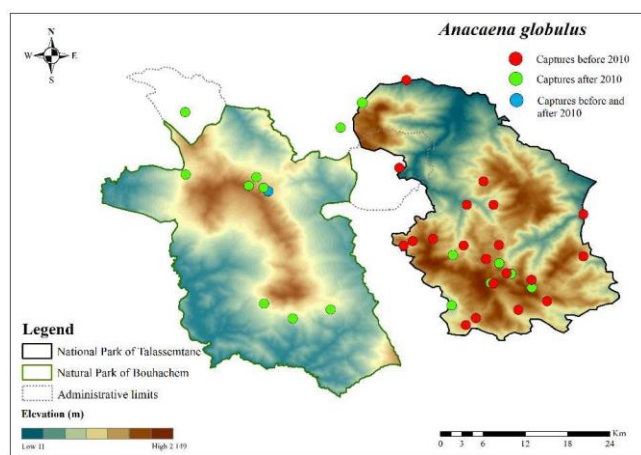 Anacaena globulus
N
W E
S
Captures before 2010
Captures after 2010
Captures before and
after 2010
Legend
National Park of Talassemtane
Natural Park of Bouhachem
Administrative limits
Elevation (m)
Low 11 High 2 149
Km
0 3 6 12 18 24